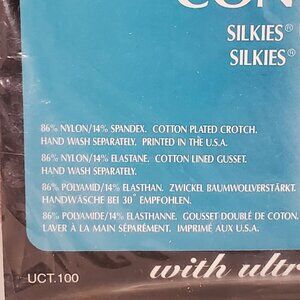 CON
SILKIES®
SILKIES®
86% NYLON/14% SPANDEX. COTTON PLATED CROTCH.
HAND WASH SEPARATELY. PRINTED IN THE U.S.A.
86% NYLON/14% ELASTANE. COTTON LINED GUSSET.
HAND WASH SEPARATELY.
86% POLYAMID/14% ELASTHAN. ZWICKEL BAUMWOLLVERSTÄRKT.
HANDWÄSCHE BEI 30° EMPFOHLEN.
86% POLYAMIDE/14% ELASTHANNE. GOUSSET DOUBLÉ DE COTON.
LAVER À LA MAIN SÉPARÉMENT. IMPRIMÉ AUX U.S.A.
with ultr
UCT.100